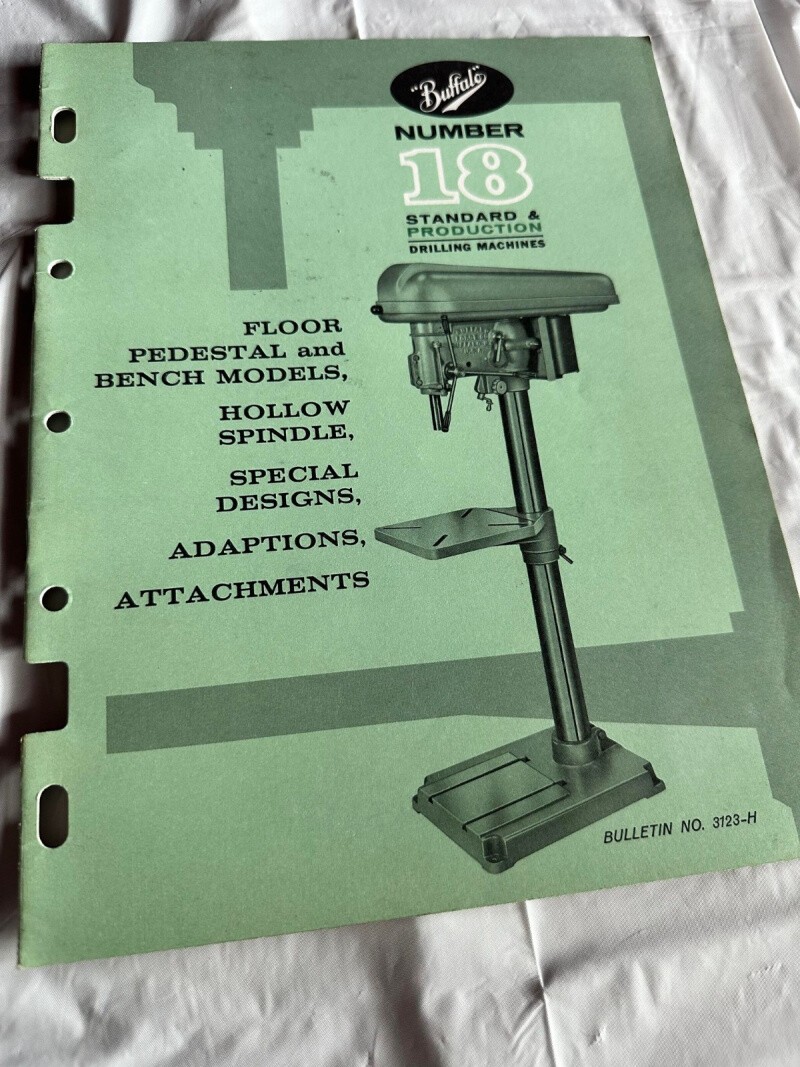 "Buffalo"
NUMBER
18
STANDARD &
PRODUCTION
DRILLING MACHINES
FLOOR
PEDESTAL and
BENCH MODELS,
HOLLOW
SPINDLE,
SPECIAL
DESIGNS,
ADAPTIONS,
ATTACHMENTS
BULLETIN NO. 3123-H